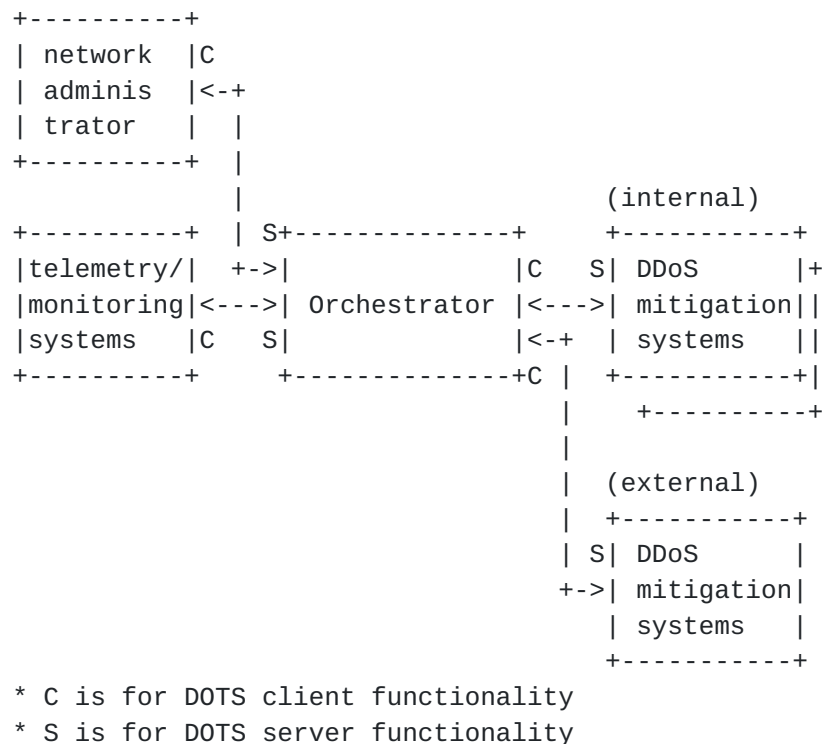 +----------+
| network  |C
| adminis  |<-+
| trator   |  |
+----------+  |
              |                       (internal)
+----------+  | S+--------------+     +-----------+
|telemetry/|  +->|              |C   S| DDoS      |+
|monitoring|<--->| Orchestrator |<--->| mitigation||
|systems   |C   S|              |<-+  | systems   ||
+----------+     +--------------+C |  +-----------+|
                                   |    +----------+
                                   |
                                   |  (external)
                                   |  +-----------+
                                   | S| DDoS      |
                                   +->| mitigation|
                                      | systems   |
                                      +-----------+
* C is for DOTS client functionality
* S is for DOTS server functionality